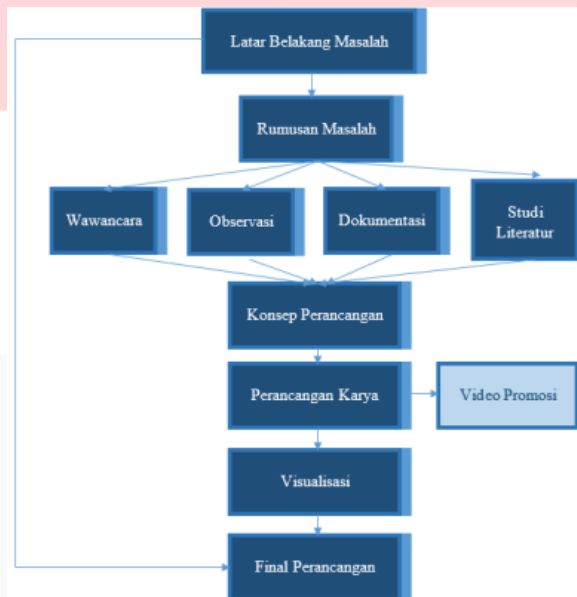 Latar Belakang Masalah
Rumusan Masalah
Wawancara
Observasi
Dokumentasi
Studi
Literatur
Konsep Perancangan
Perancangan Karya
Video Promosi
Visualisasi
Final Perancangan